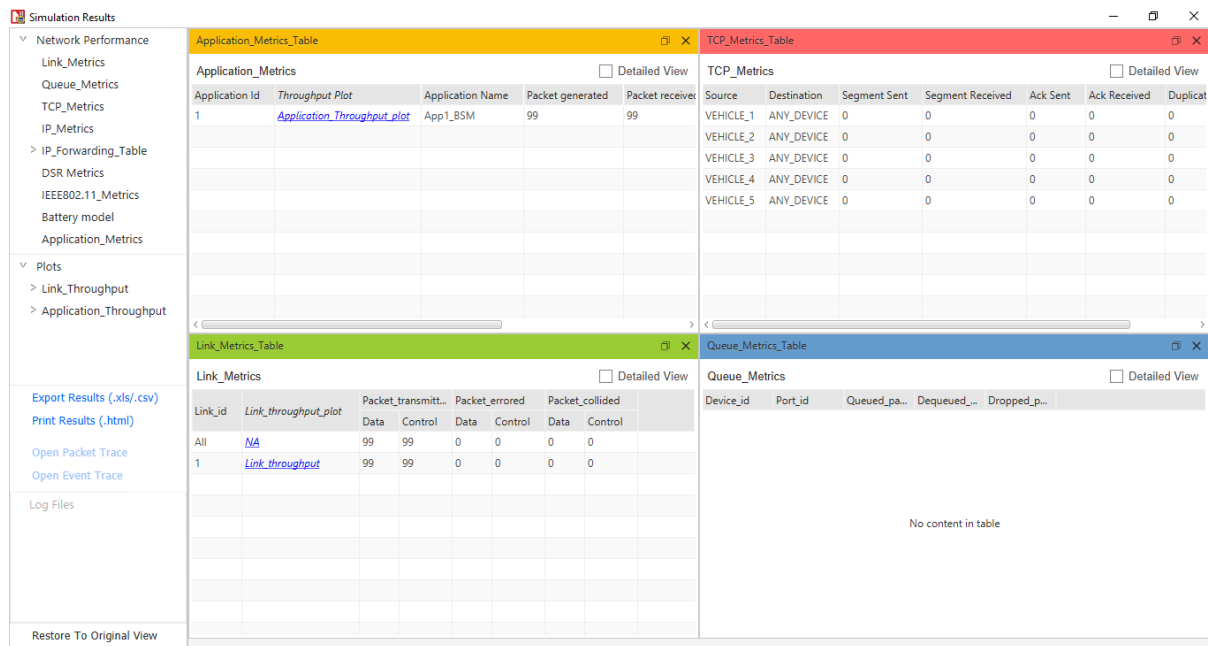 Simulation Results
Network Performance
Link_Metrics
Queue_Metrics
TCP_Metrics
IP_Metrics
> IP_Forwarding_Table
DSR Metrics
IEEE802.11_Metrics
Battery model
Application_Metrics
Plots
> Link_Throughput
> Application_Throughput
Export Results (.xls/.csv)
Print Results (.html)
Open Packet Trace
Open Event Trace
Log Files
Restore To Original View
Application_Metrics_Table
Application_Metrics Detailed View
Application Id Throughput Plot Application Name Packet generated Packet received
1 Application_Throughput_plot App1_BSM 99 99
TCP_Metrics_Table
TCP_Metrics Detailed View
Source Destination Segment Sent Segment Received Ack Sent Ack Received Duplicat
VEHICLE_1 ANY_DEVICE 0 0 0 0 0
VEHICLE_2 ANY_DEVICE 0 0 0 0 0
VEHICLE_3 ANY_DEVICE 0 0 0 0 0
VEHICLE_4 ANY_DEVICE 0 0 0 0 0
VEHICLE_5 ANY_DEVICE 0 0 0 0 0
Link_Metrics_Table
Link_Metrics Detailed View
Link_id Link_throughput_plot Packet_transmitt... Packet_errored Packet_collided
Data Control Data Control Data Control
All NA 99 99 0 0 0 0
1 Link_throughput 99 99 0 0 0 0
Queue_Metrics_Table
Queue_Metrics Detailed View
Device_id Port_id Queued_pa... Dequeued_... Dropped_p...
No content in table